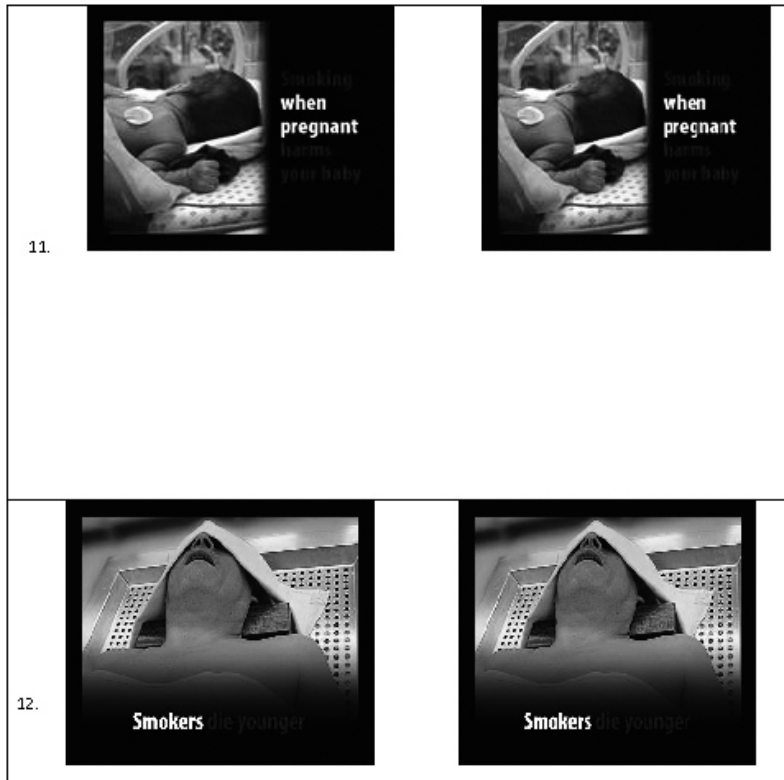 11.
Smoking
when
pregnant
harms
your baby
Smoking
when
pregnant
harms
your baby
12.
Smokers die younger
Smokers die younger